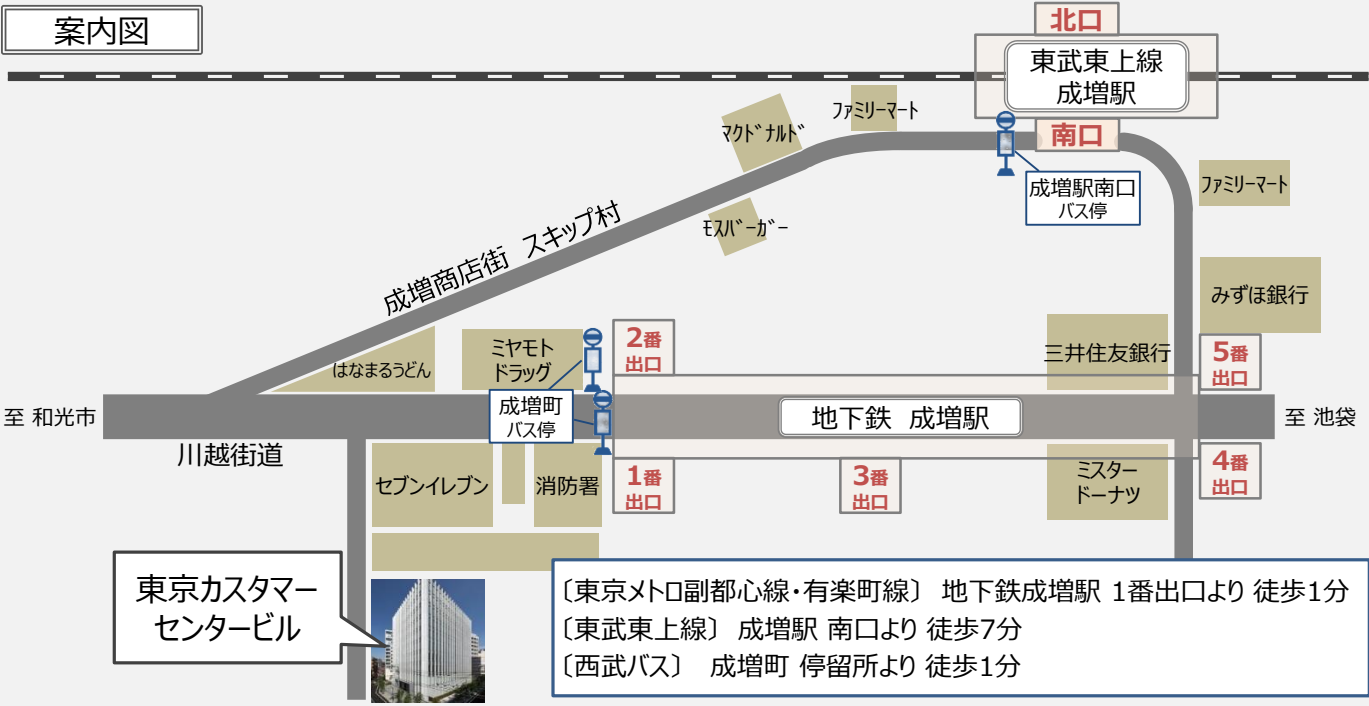 案内図
北口
東武東上線
成増駅
南口
ファミリーマート
マクドナルド
成増駅南口
バス停
ファミリーマート
モスバーガー
成増商店街 スキップ村
みずほ銀行
2番
出口
ミヤモト
ドラッグ
三井住友銀行
5番
出口
はなまるうどん
成増町
バス停
至 和光市
地下鉄 成増駅
至 池袋
川越街道
セブンイレブン
消防署
1番
出口
3番
出口
ミスター
ドーナツ
4番
出口
東京カスタマー
センタービル
〔東京メトロ副都心線・有楽町線〕 地下鉄成増駅 1番出口より 徒歩1分
〔東武東上線〕 成増駅 南口より 徒歩7分
〔西武バス〕 成増町 停留所より 徒歩1分